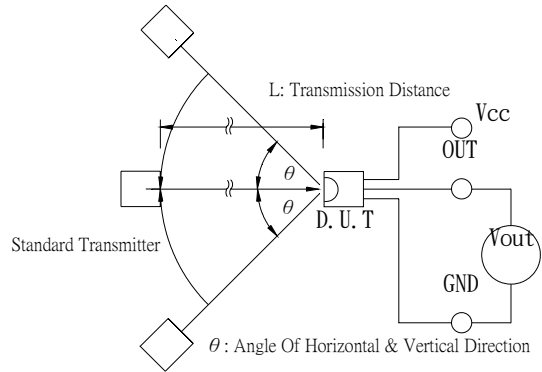 L: Transmission Distance
Vcc
OUT
θ
θ
D.U.T
Standard Transmitter
Vout
GND
θ : Angle Of Horizontal & Vertical Direction